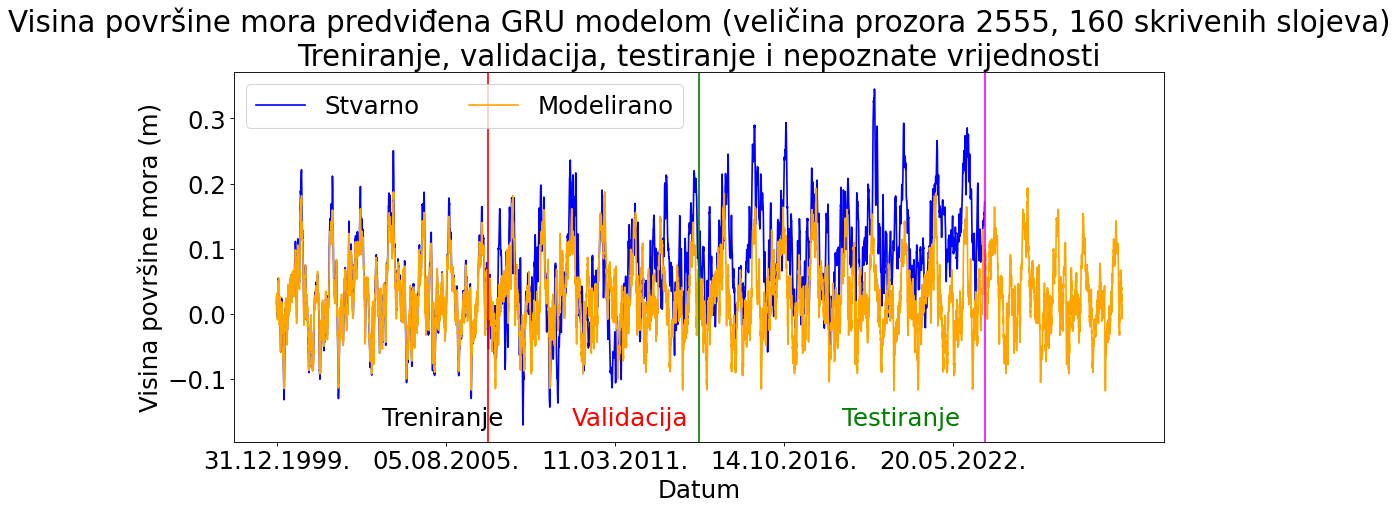 Visina površine mora predviđena GRU modelom (veličina prozora 2555, 160 skrivenih slojeva)
Treniranje, validacija, testiranje i nepoznate vrijednosti
Stvarno
Modelirano
Visina površine mora (m)
0.3
0.2
0.1
0.0
−0.1
Treniranje
Validacija
Testiranje
31.12.1999.
05.08.2005.
11.03.2011.
14.10.2016.
20.05.2022.
Datum